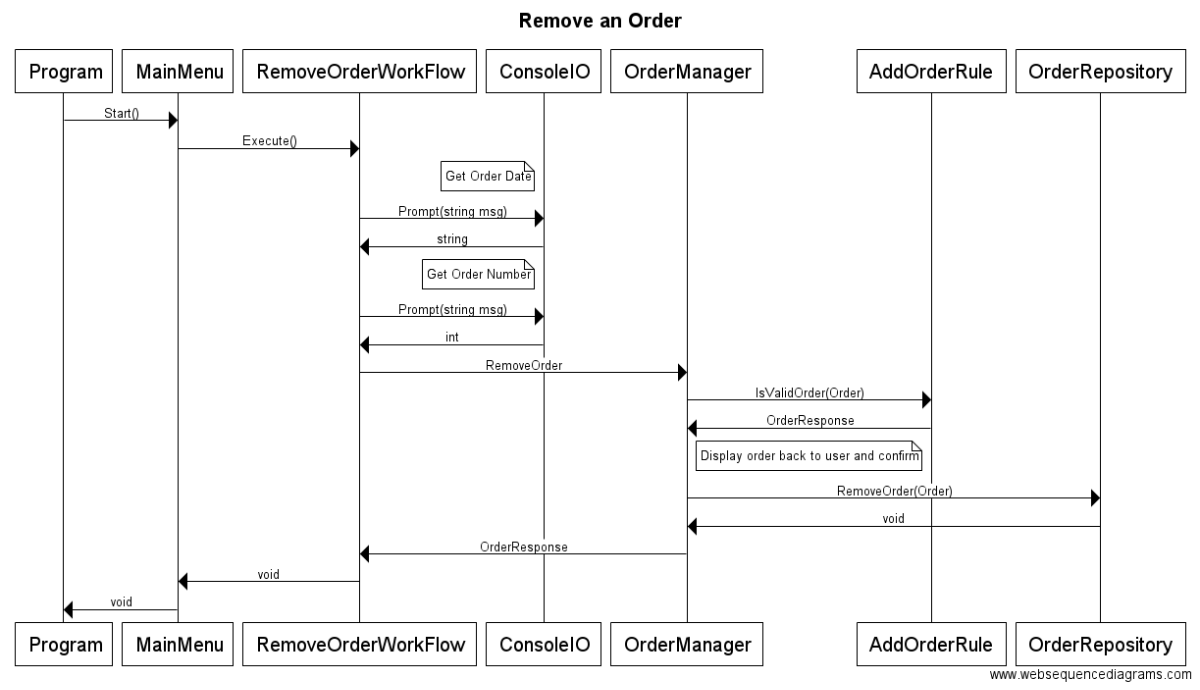 Remove an Order
Program MainMenu RemoveOrderWorkFlow ConsoleIO OrderManager AddOrderRule OrderRepository
Start()
Execute()
Get Order Date
Prompt(string msg)
string
Get Order Number
Prompt(string msg)
int
RemoveOrder
IsValidOrder(Order)
OrderResponse
Display order back to user and confirm
RemoveOrder(Order)
void
OrderResponse
void
void
Program MainMenu RemoveOrderWorkFlow ConsoleIO OrderManager AddOrderRule OrderRepository
www.websequencediagrams.com